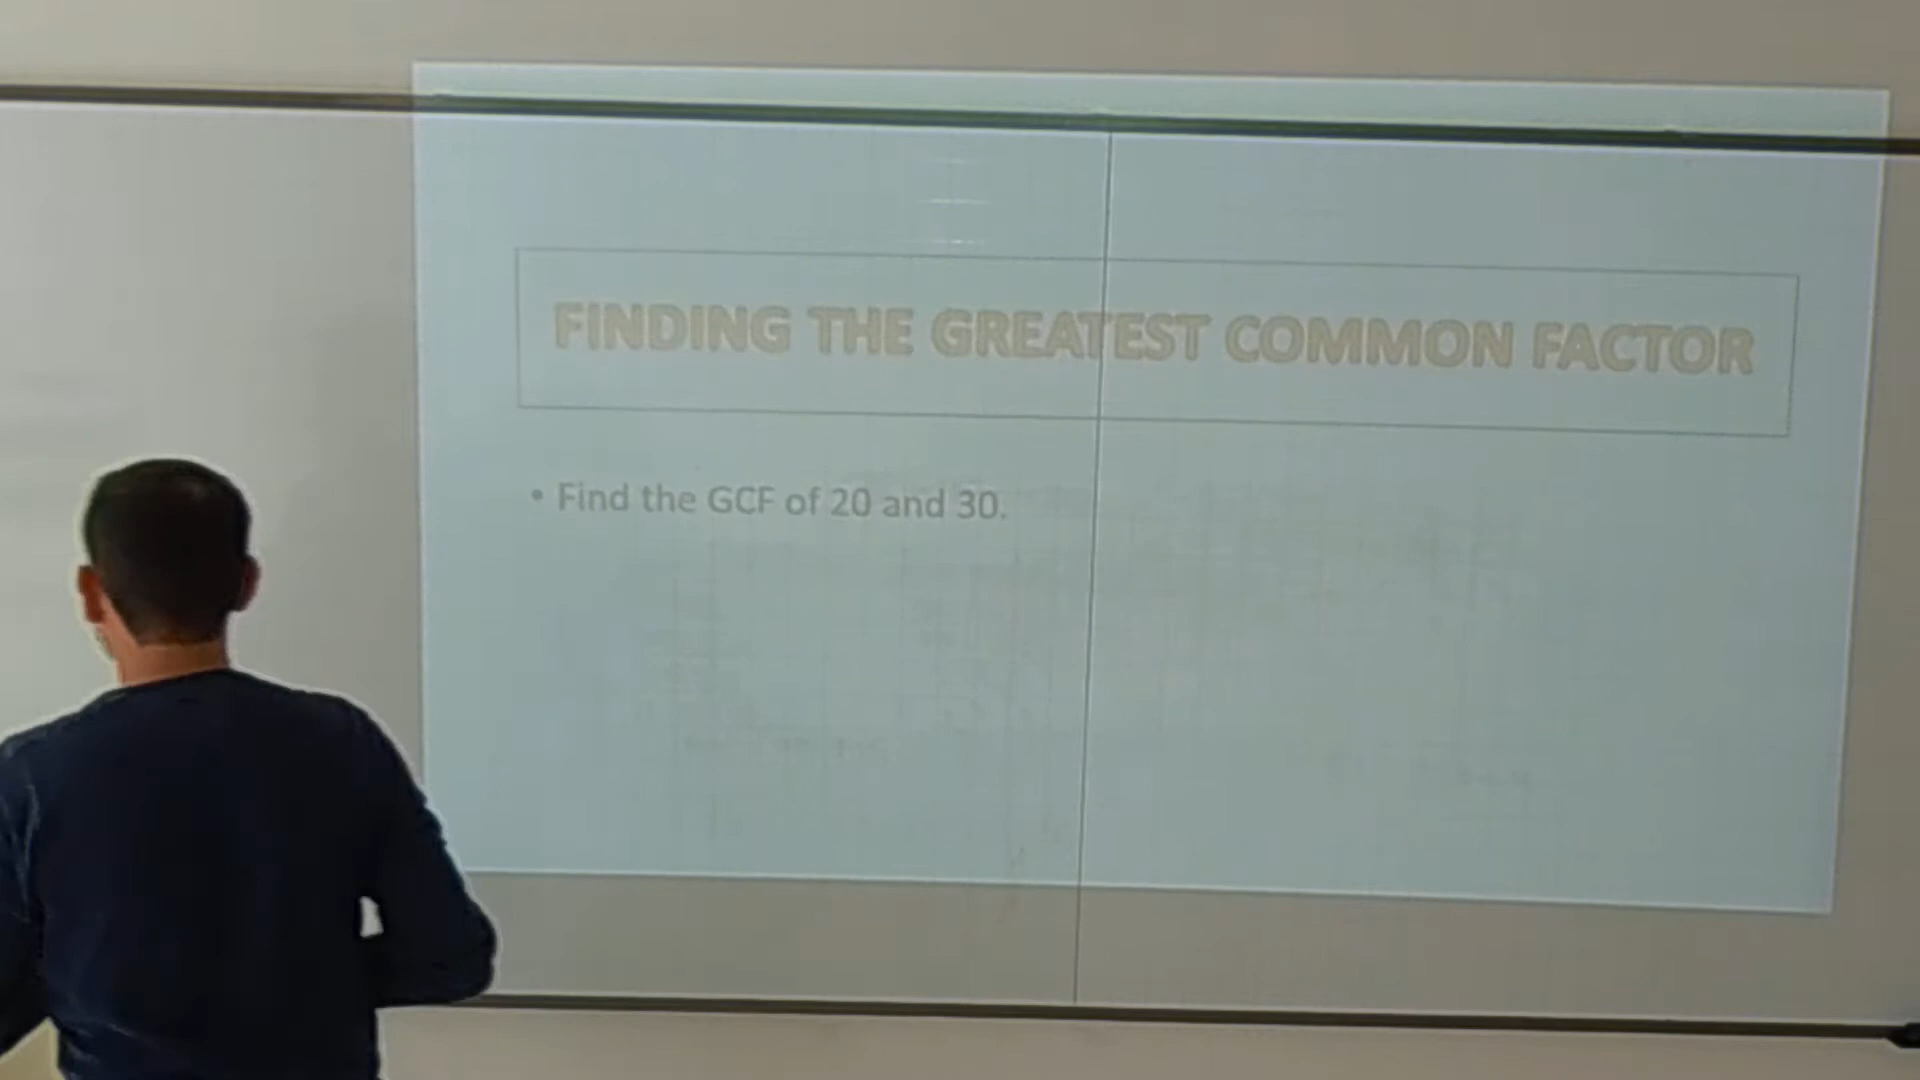 FINDING THE GREATEST COMMON FACTOR
• Find the GCF of 20 and 30.